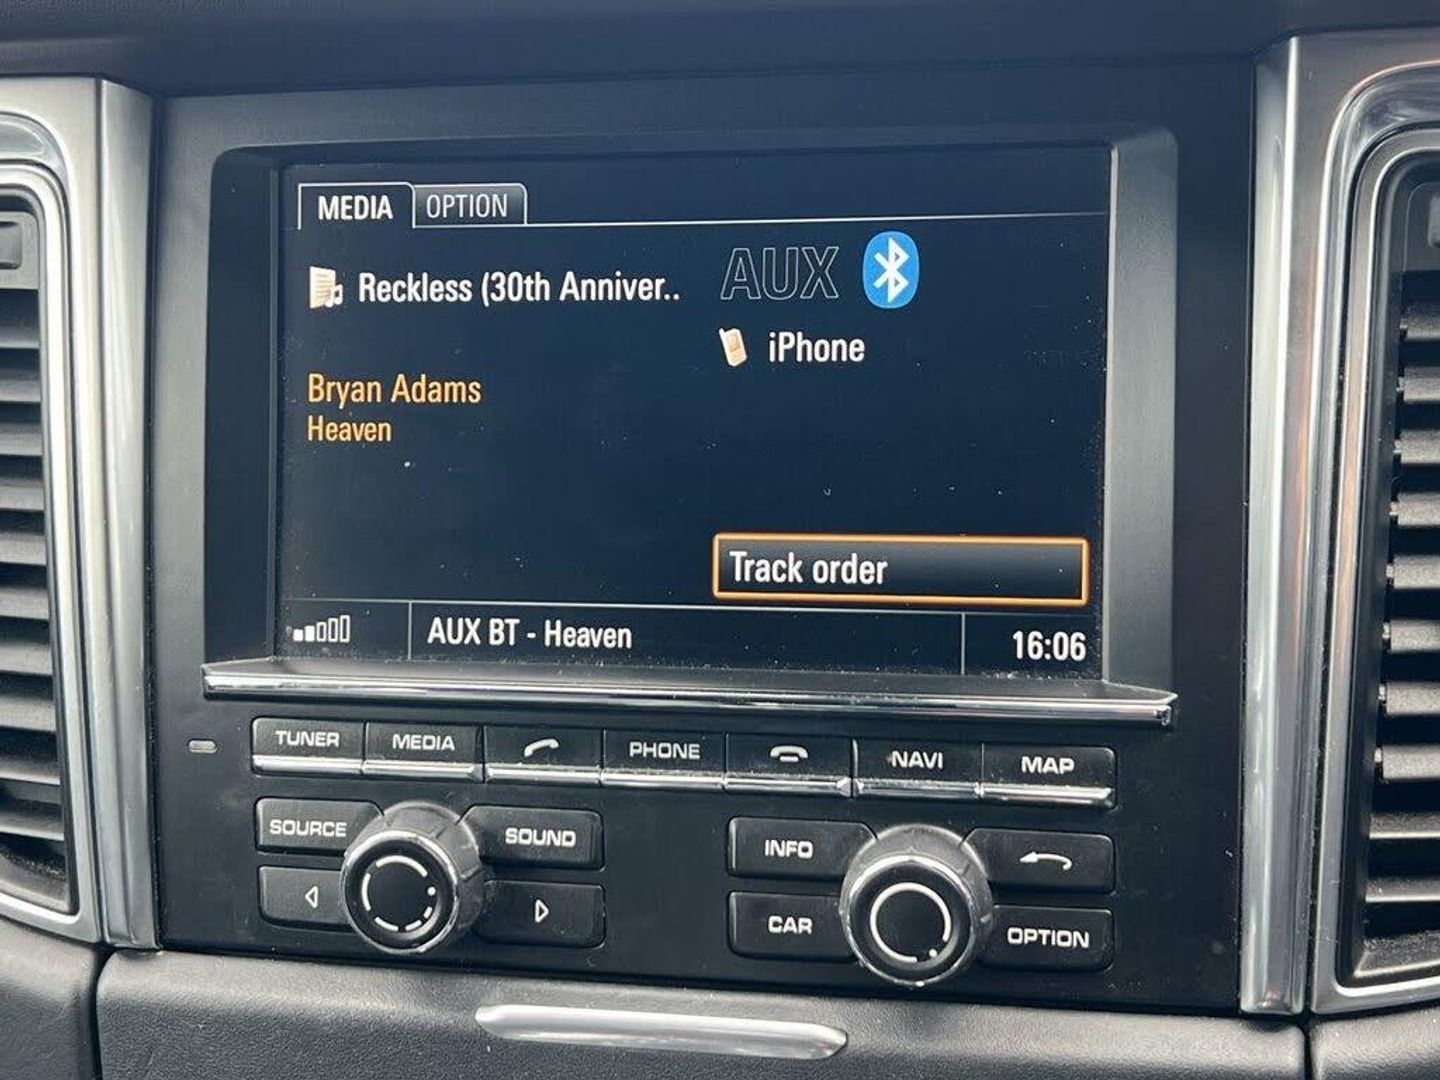 MEDIA OPTION
Reckless (30th Anniver..
AUX
iPhone
Bryan Adams
Heaven
Track order
AUX BT - Heaven
16:06
TUNER MEDIA PHONE NAVI MAP
SOURCE SOUND INFO
CAR OPTION